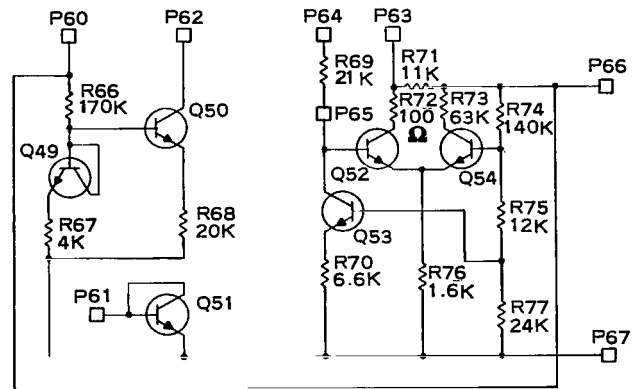 P60
P62
P64
P63
R69
21K
R71
11K
P66
R66
170K
Q50
P65
R72
100
Ω
R73
63K
R74
140K
Q49
Q52
Q54
R67
4K
R68
20K
Q53
R75
12K
P61
Q51
R70
6.6K
R76
1.6K
R77
24K
P67